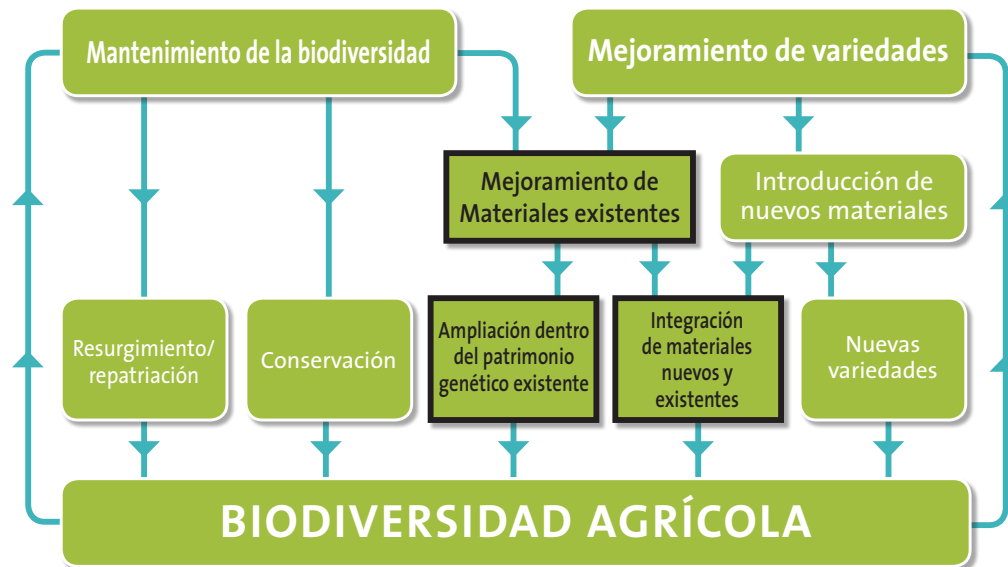 Mantenimiento de la biodiversidad
Mejoramiento de variedades
Mejoramiento de
Materiales existentes
Introducción de
nuevos materiales
Resurgimiento/
repatriación
Conservación
Ampliación dentro
del patrimonio
genético existente
Integración
de materiales
nuevos y
existentes
Nuevas
variedades
BIODIVERSIDAD AGRÍCOLA